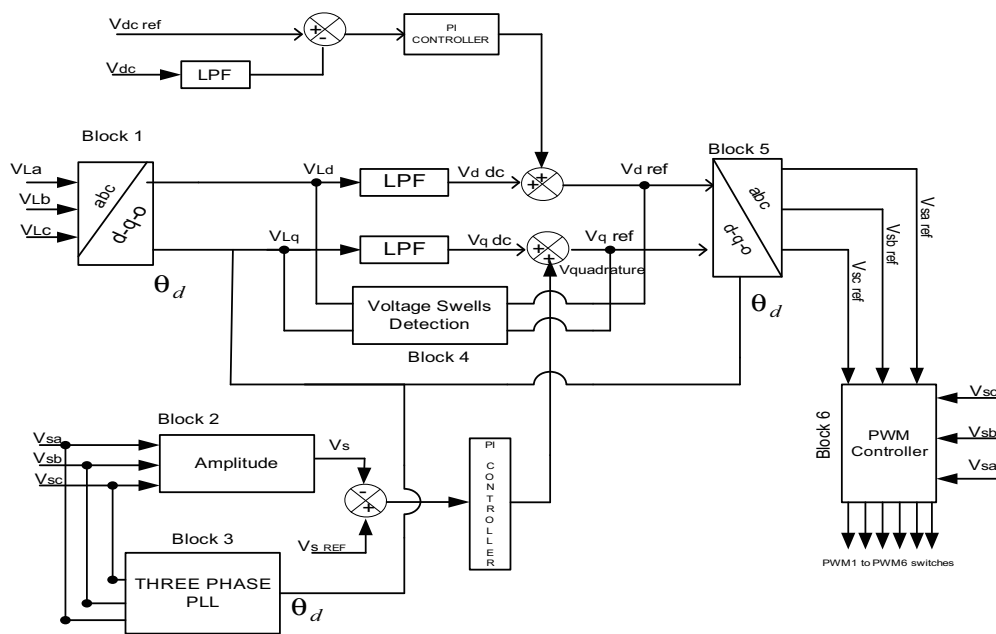 Vdc ref
+
-
PI
CONTROLLER
Vdc
LPF
Block 1
Block 5
VLa
VLb
VLc
abc
d-q-o
VLd
LPF
Vd dc
+
+
Vd ref
abc
d-q-o
Vsa ref
Vsb ref
Vsc ref
VLq
LPF
Vq dc
+
+
Vq ref
Vquadrature
θd
Voltage Swells
Detection
Block 4
θd
Block 2
Vsa
Vsb
Vsc
Amplitude
Vs
-
+
VS REF
PI CONTROLLER
Block 6
PWM
Controller
Vsc
Vsb
Vsa
Block 3
THREE PHASE
PLL
θd
PWM1 to PWM6 switches